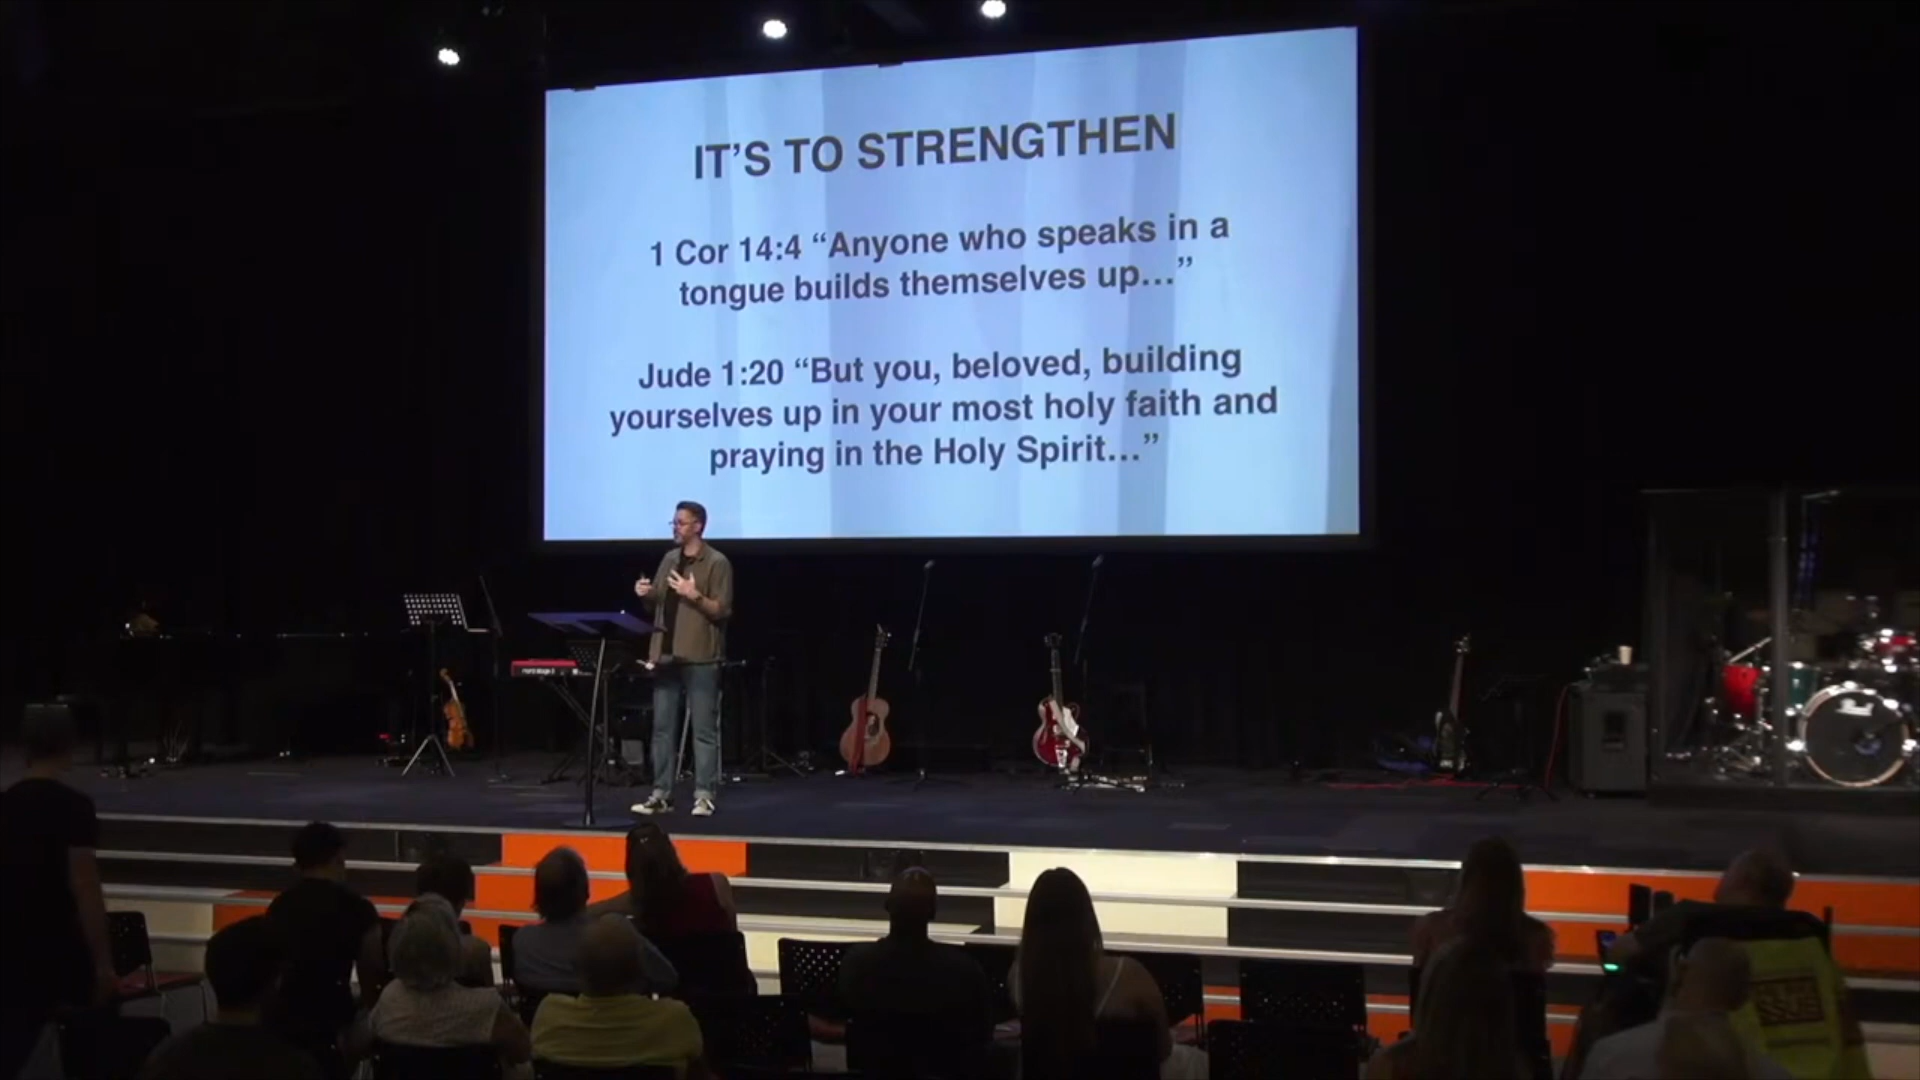 IT’S TO STRENGTHEN
1 Cor 14:4 “Anyone who speaks in a
tongue builds themselves up…”
Jude 1:20 “But you, beloved, building
yourselves up in your most holy faith and
praying in the Holy Spirit…”